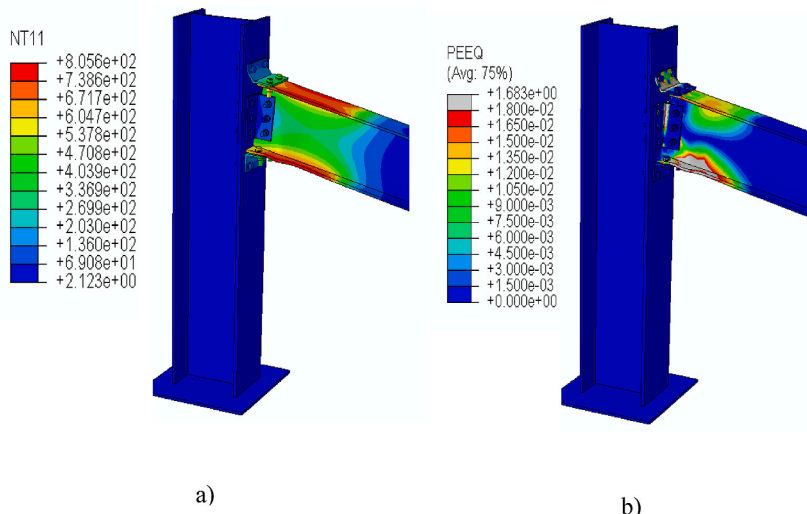 NT11
+8.056e+02
+7.386e+02
+6.717e+02
+6.047e+02
+5.378e+02
+4.708e+02
+4.039e+02
+3.369e+02
+2.699e+02
+2.030e+02
+1.360e+02
+6.908e+01
+2.123e+00
PEEQ
(Avg: 75%)
+1.683e+00
+1.800e-02
+1.650e-02
+1.500e-02
+1.350e-02
+1.200e-02
+1.050e-02
+9.000e-03
+7.500e-03
+6.000e-03
+4.500e-03
+3.000e-03
+1.500e-03
+0.000e+00
a)
b)